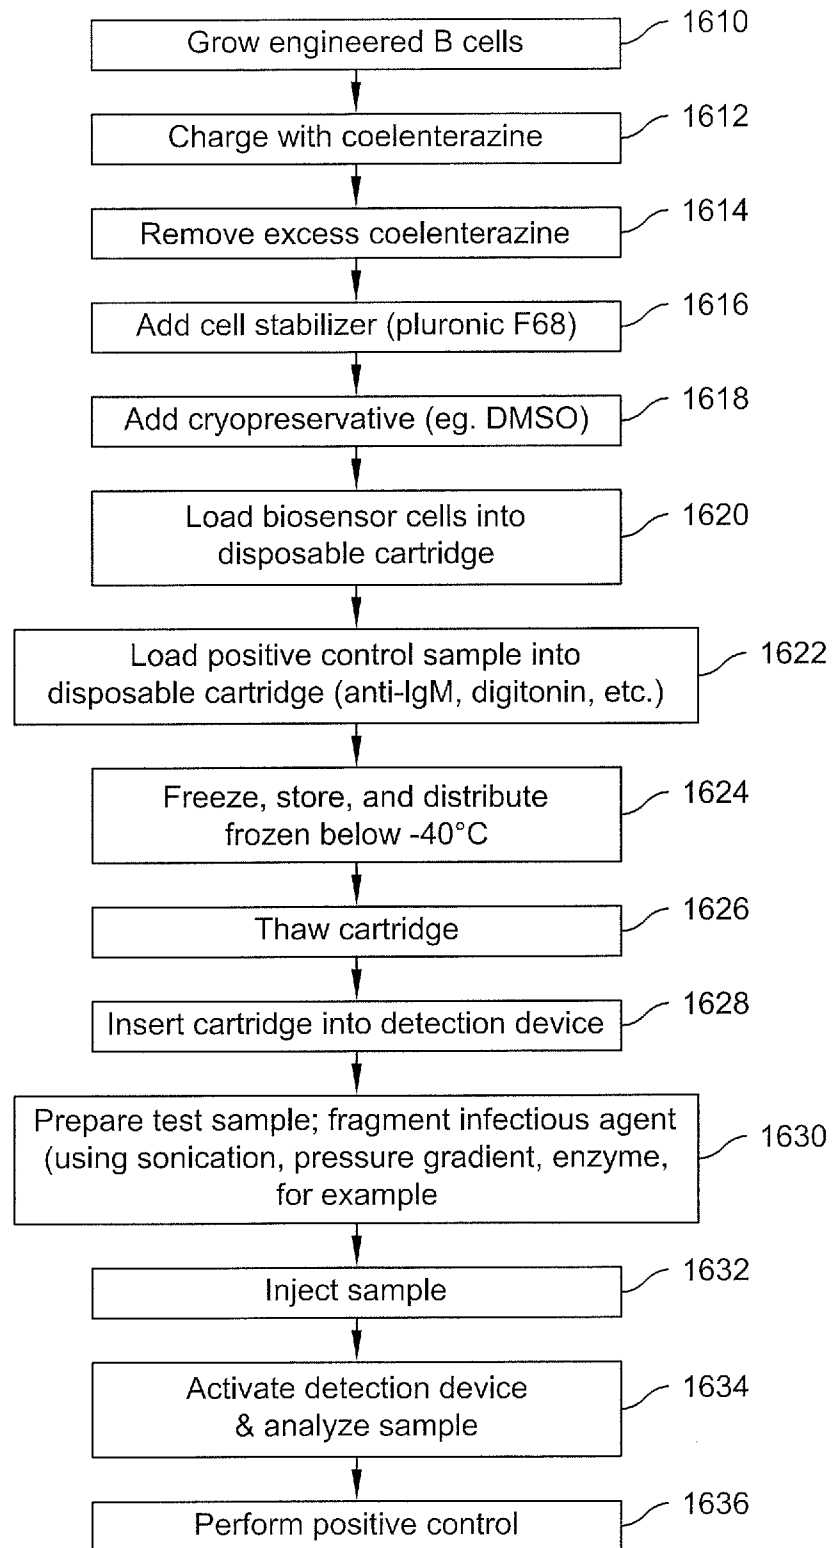 Grow engineered B cells
1610
Charge with coelenterazine
1612
Remove excess coelenterazine
1614
Add cell stabilizer (pluronic F68)
1616
Add cryopreservative (eg. DMSO)
1618
Load biosensor cells into
disposable cartridge
1620
Load positive control sample into
disposable cartridge (anti-IgM, digitonin, etc.)
1622
Freeze, store, and distribute
frozen below -40°C
1624
Thaw cartridge
1626
Insert cartridge into detection device
1628
Prepare test sample; fragment infectious agent
(using sonication, pressure gradient, enzyme,
for example
1630
Inject sample
1632
Activate detection device
& analyze sample
1634
Perform positive control
1636